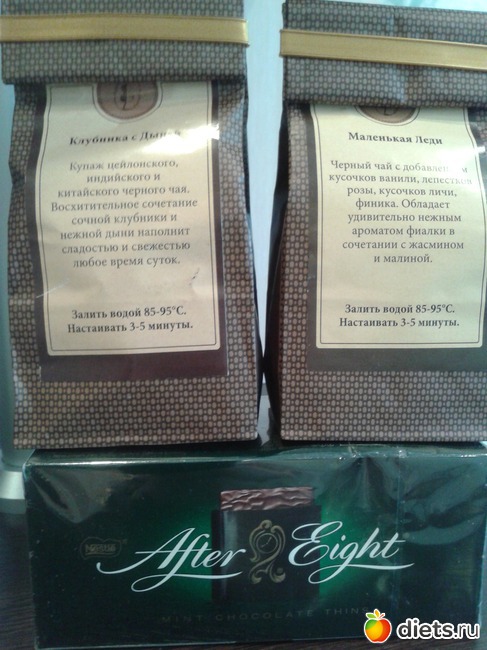 Клубника с Дыней
Купаж цейлонского,
индийского и
китайского черного чая.
Восхитительное сочетание
сочной клубники и
нежной дыни наполнит
сладостью и свежестью
любое время суток.
Залить водой 85-95°С.
Настаивать 3-5 минуты.
Маленькая Леди
Черный чай с
кусочков ванили, лепестков
розы, кусочков личи,
финика. Обладает
удивительно нежным
ароматом фиалки в
сочетании с жасмином
и малиной.
Залить водой 85-95°С.
Настаивать 3-5 минуты.
Nestlé
After Eight
MINT CHOCOLATE THINS
diets.ru